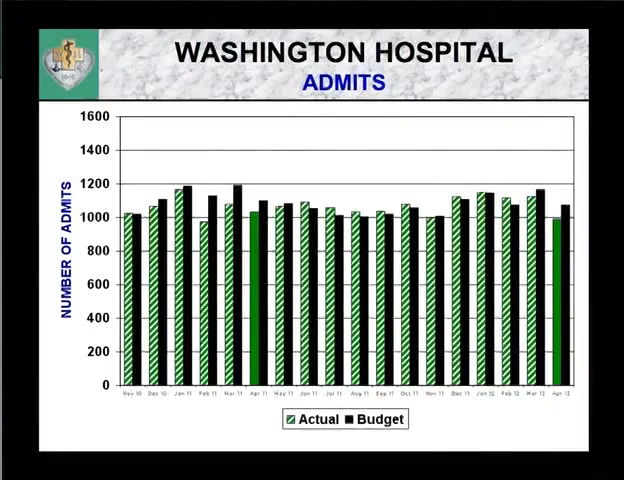 WASHINGTON HOSPITAL
ADMITS
NUMBER OF ADMITS
1600
1400
1200
1000
800
600
400
200
0
Nov 10 Dec 10 Jan 11 Feb 11 Mar 11 Apr 11 May 11 Jun 11 Jul 11 Aug 11 Sep 11 Oct 11 Nov 11 Dec 11 Jan 12 Feb 12 Mar 12 Apr 12
Actual Budget